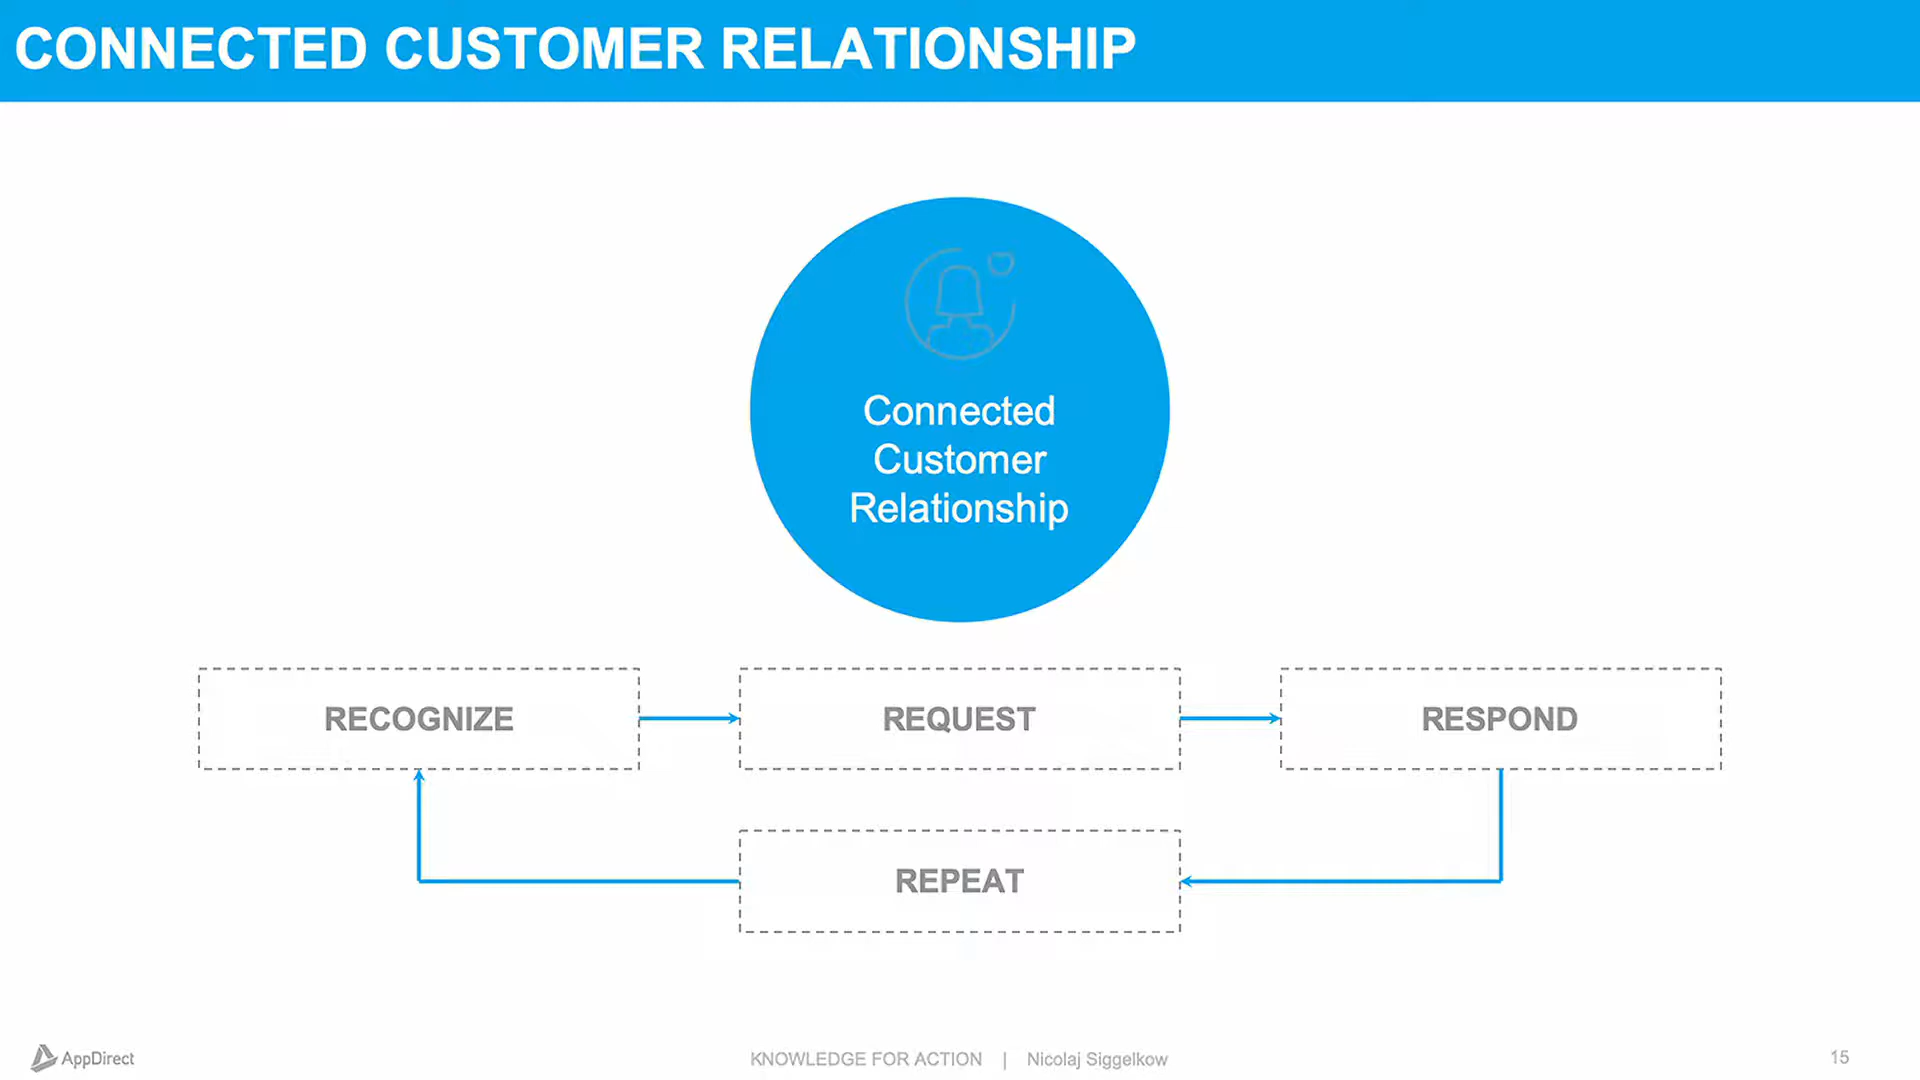 CONNECTED CUSTOMER RELATIONSHIP
Connected
Customer
Relationship
RECOGNIZE
REQUEST
RESPOND
REPEAT
AppDirect
KNOWLEDGE FOR ACTION | Nicolaj Siggelkow
15